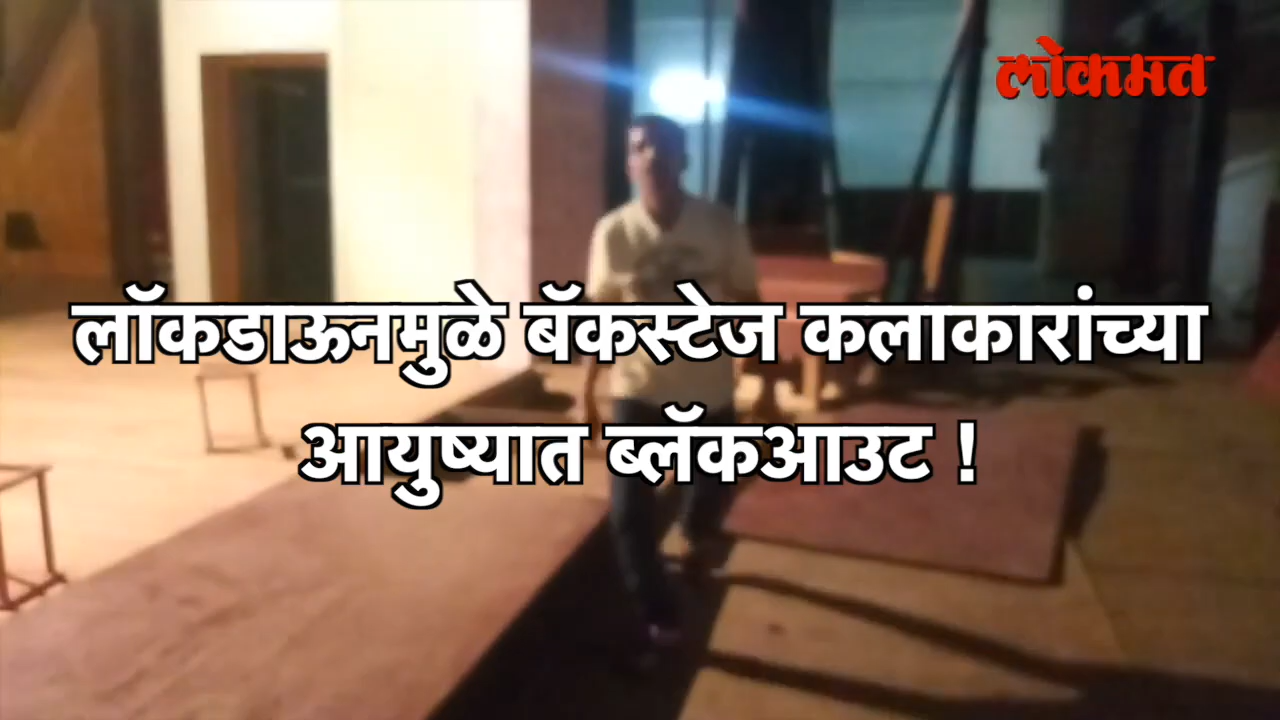 लोकमत
लॉकडाऊनमुळे बॅकस्टेज कलाकारांच्या
आयुष्यात ब्लॅकआउट !